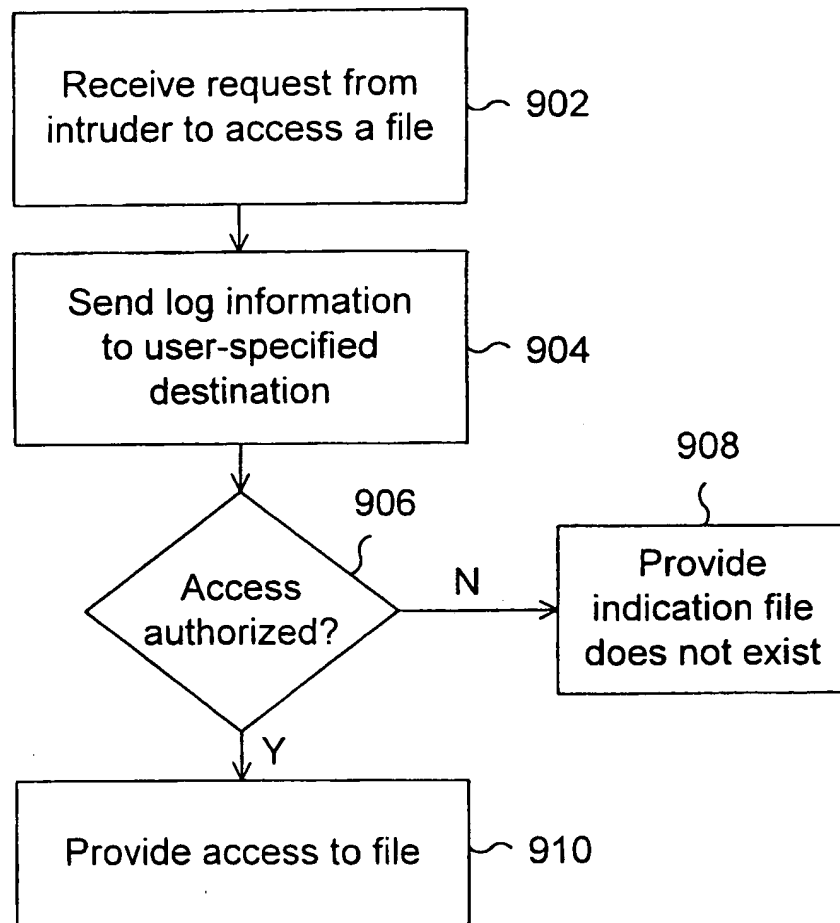 Receive request from
intruder to access a file
902
Send log information
to user-specified
destination
904
906
908
Access
authorized?
N
Provide
indication file
does not exist
Y
Provide access to file
910